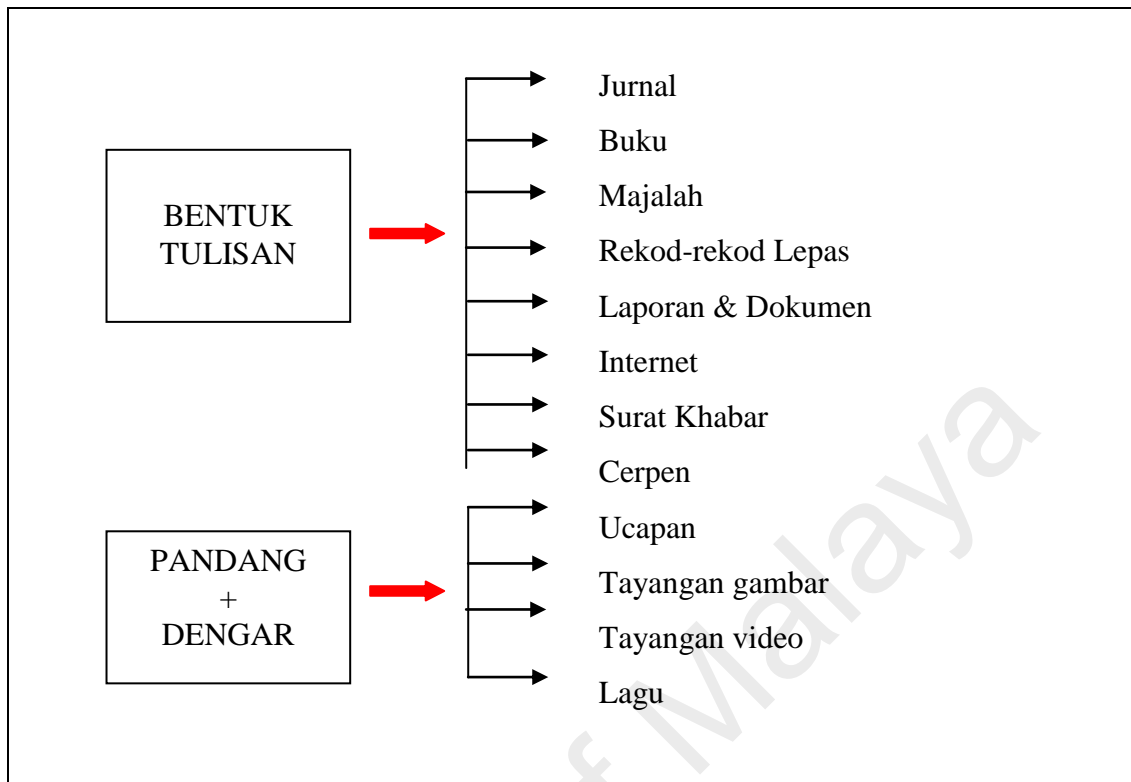 BENTUK
TULISAN
Jurnal
Buku
Majalah
Rekod-rekod Lepas
Laporan & Dokumen
Internet
Surat Khabar
Cerpen
PANDANG
+
DENGAR
Ucapan
Tayangan gambar
Tayangan video
Lagu
f Malaya